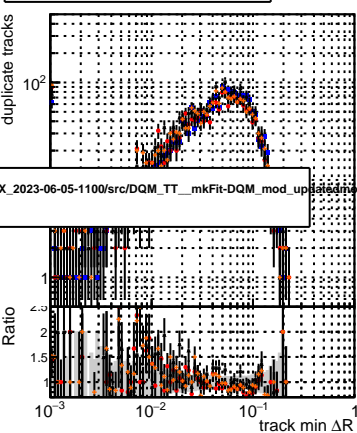 duplicate tracks
10²
X_2023-06-05-1100/src/DQM_TT__mkFit-DQM_mod_updatedmo
1
Ratio
2.5
2
1.5
1
10⁻³
10⁻²
10⁻¹
1
track min ΔR